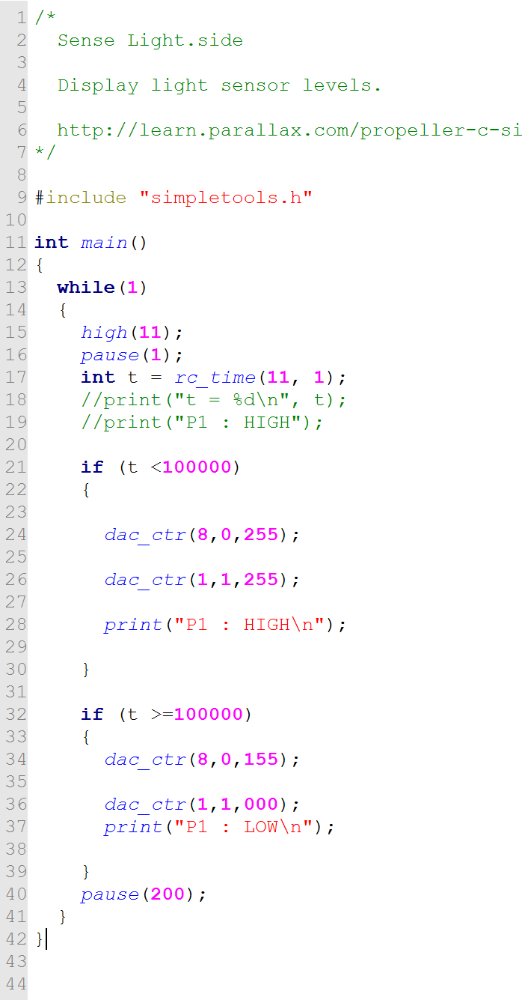 1 /*
2   Sense Light.side
3
4   Display light sensor levels.
5
6   http://learn.parallax.com/propeller-c-si
7 */
8
9 #include "simpletools.h"
10
11 int main()
12 {
13   while(1)
14   {
15     high(11);
16     pause(1);
17     int t = rc_time(11, 1);
18     //print("t = %d\n", t);
19     //print("P1 : HIGH");
20
21     if (t <100000)
22     {
23
24       dac_ctr(8,0,255);
25
26       dac_ctr(1,1,255);
27
28       print("P1 : HIGH\n");
29
30     }
31
32     if (t >=100000)
33     {
34       dac_ctr(8,0,155);
35
36       dac_ctr(1,1,000);
37       print("P1 : LOW\n");
38
39     }
40     pause(200);
41   }
42 }
43
44